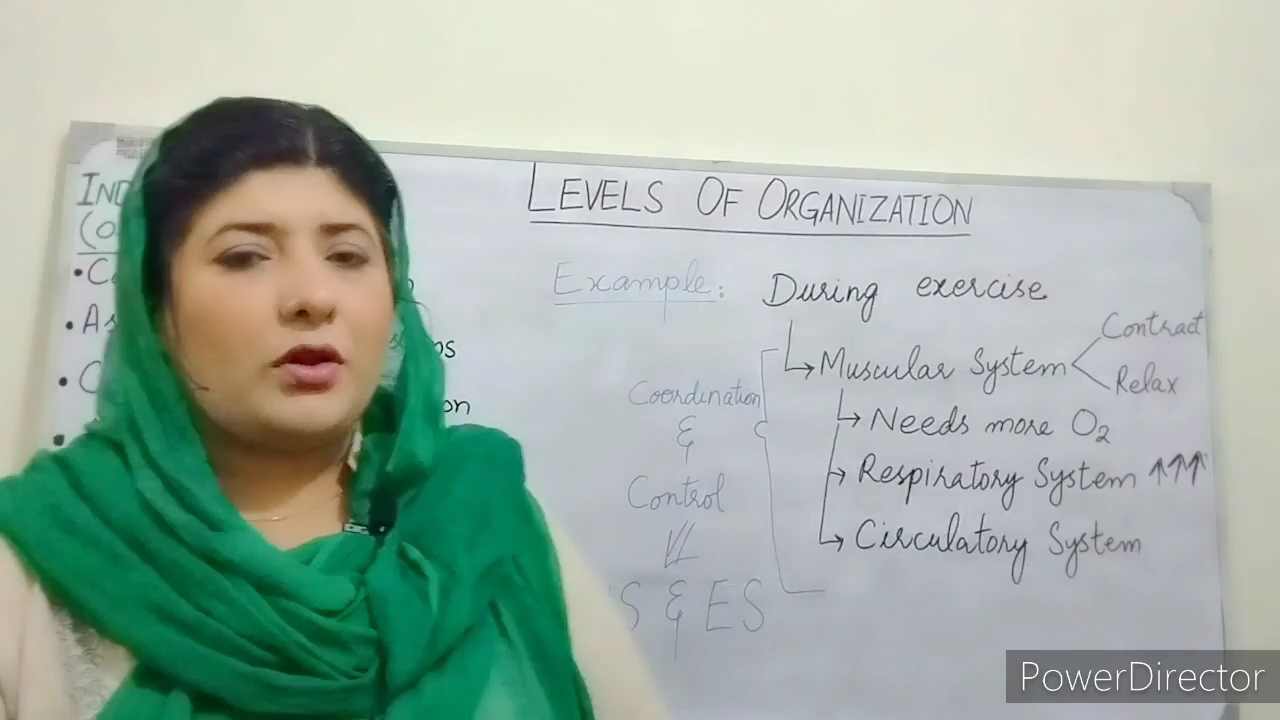 LEVELS OF ORGANIZATION
Example: During exercise
Muscular System Contract
Relax
Needs more O2
Respiratory System ↑↑↑
Circulatory System
Coordination
&
Control
S & ES
PowerDirector